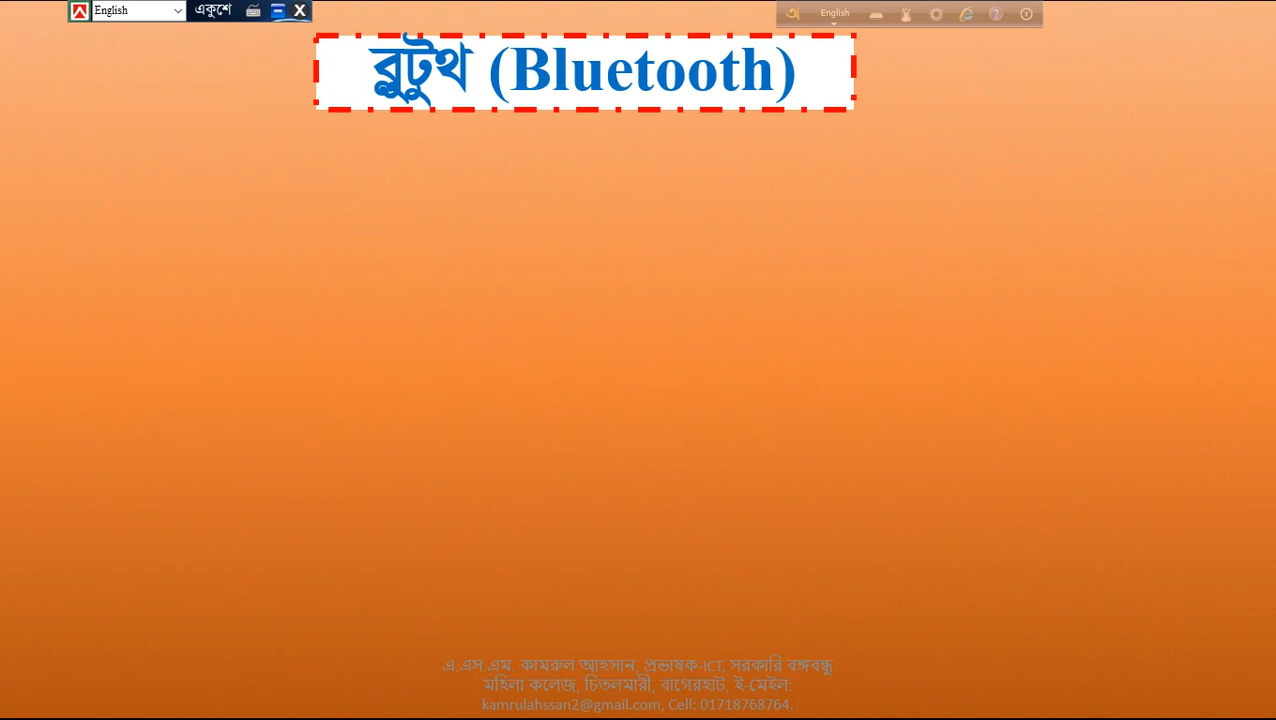 English
একুশে
X
অ
English
ব্লুটুথ (Bluetooth)
এ.এস.এম. কামরুল আহসান, প্রভাষক-ICT, সরকারি বঙ্গবন্ধু
মহিলা কলেজ, চিতলমারী, বাগেরহাট, ই-মেইল:
kamrulahssan2@gmail.com, Cell: 01718768764.